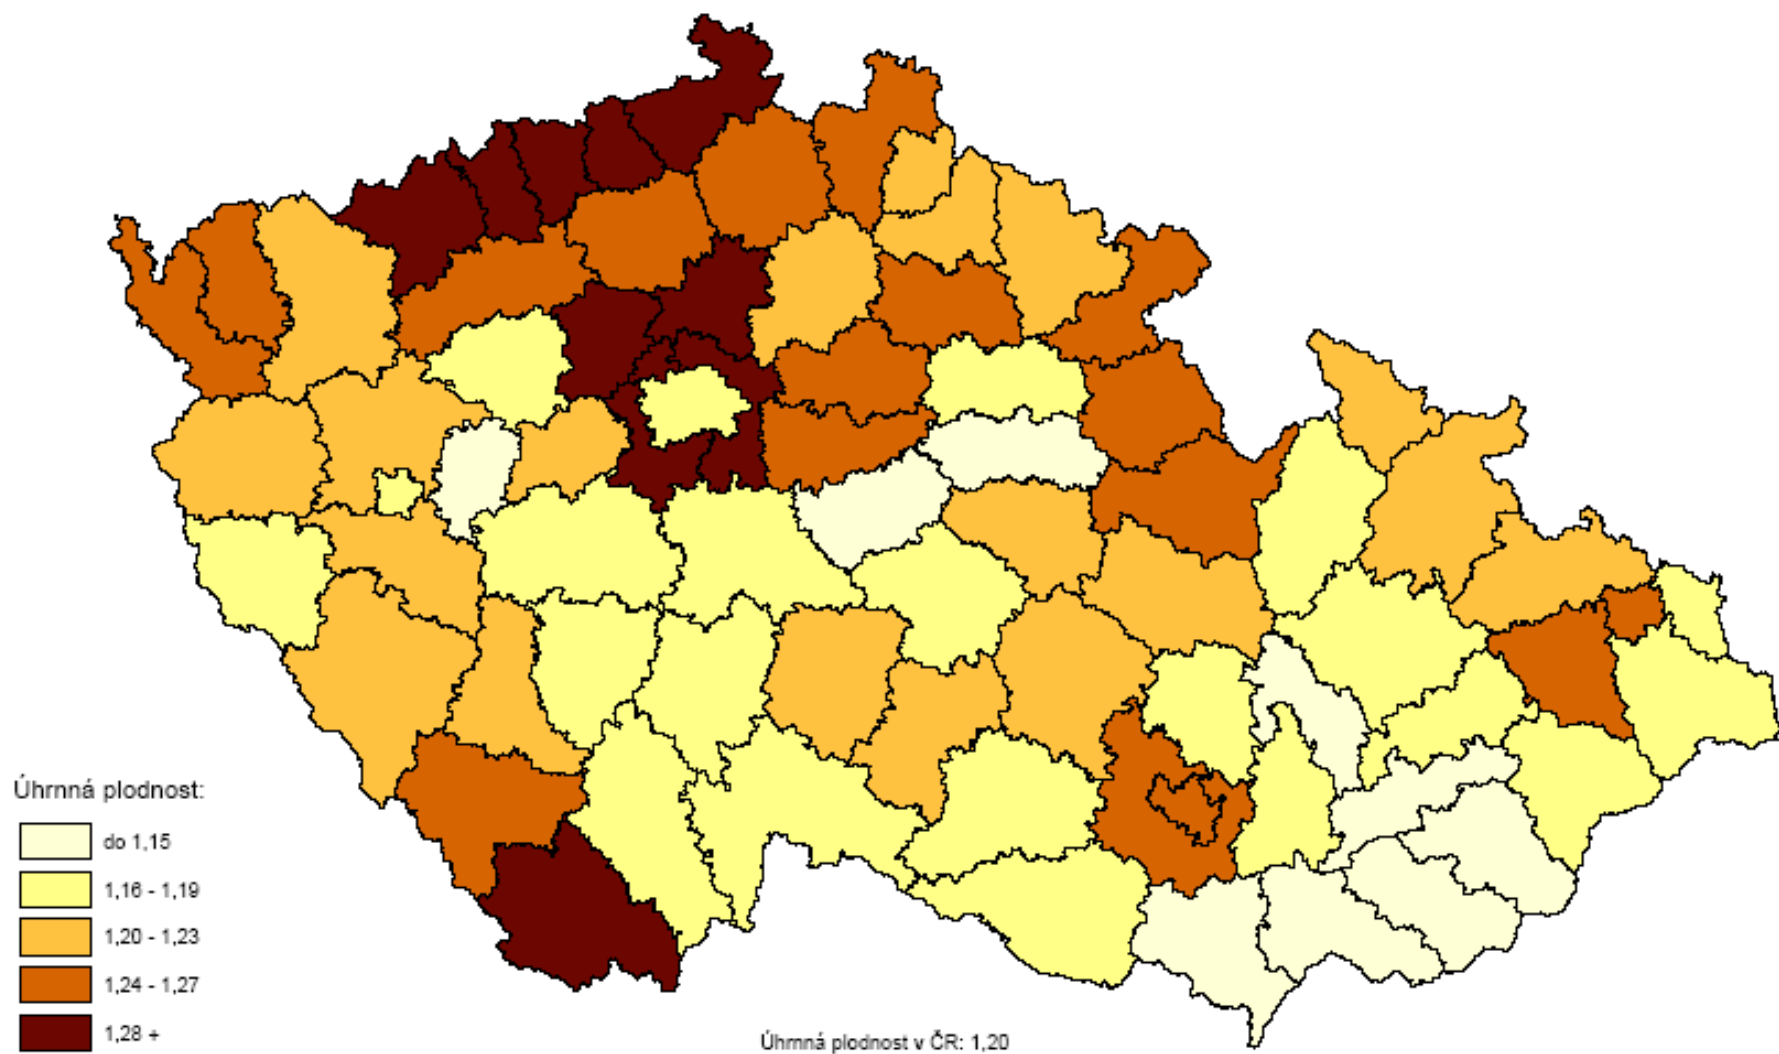 Úhrnná plodnost:
do 1,15
1,16 - 1,19
1,20 - 1,23
1,24 - 1,27
1,28 +
Úhrnná plodnost v ČR: 1,20